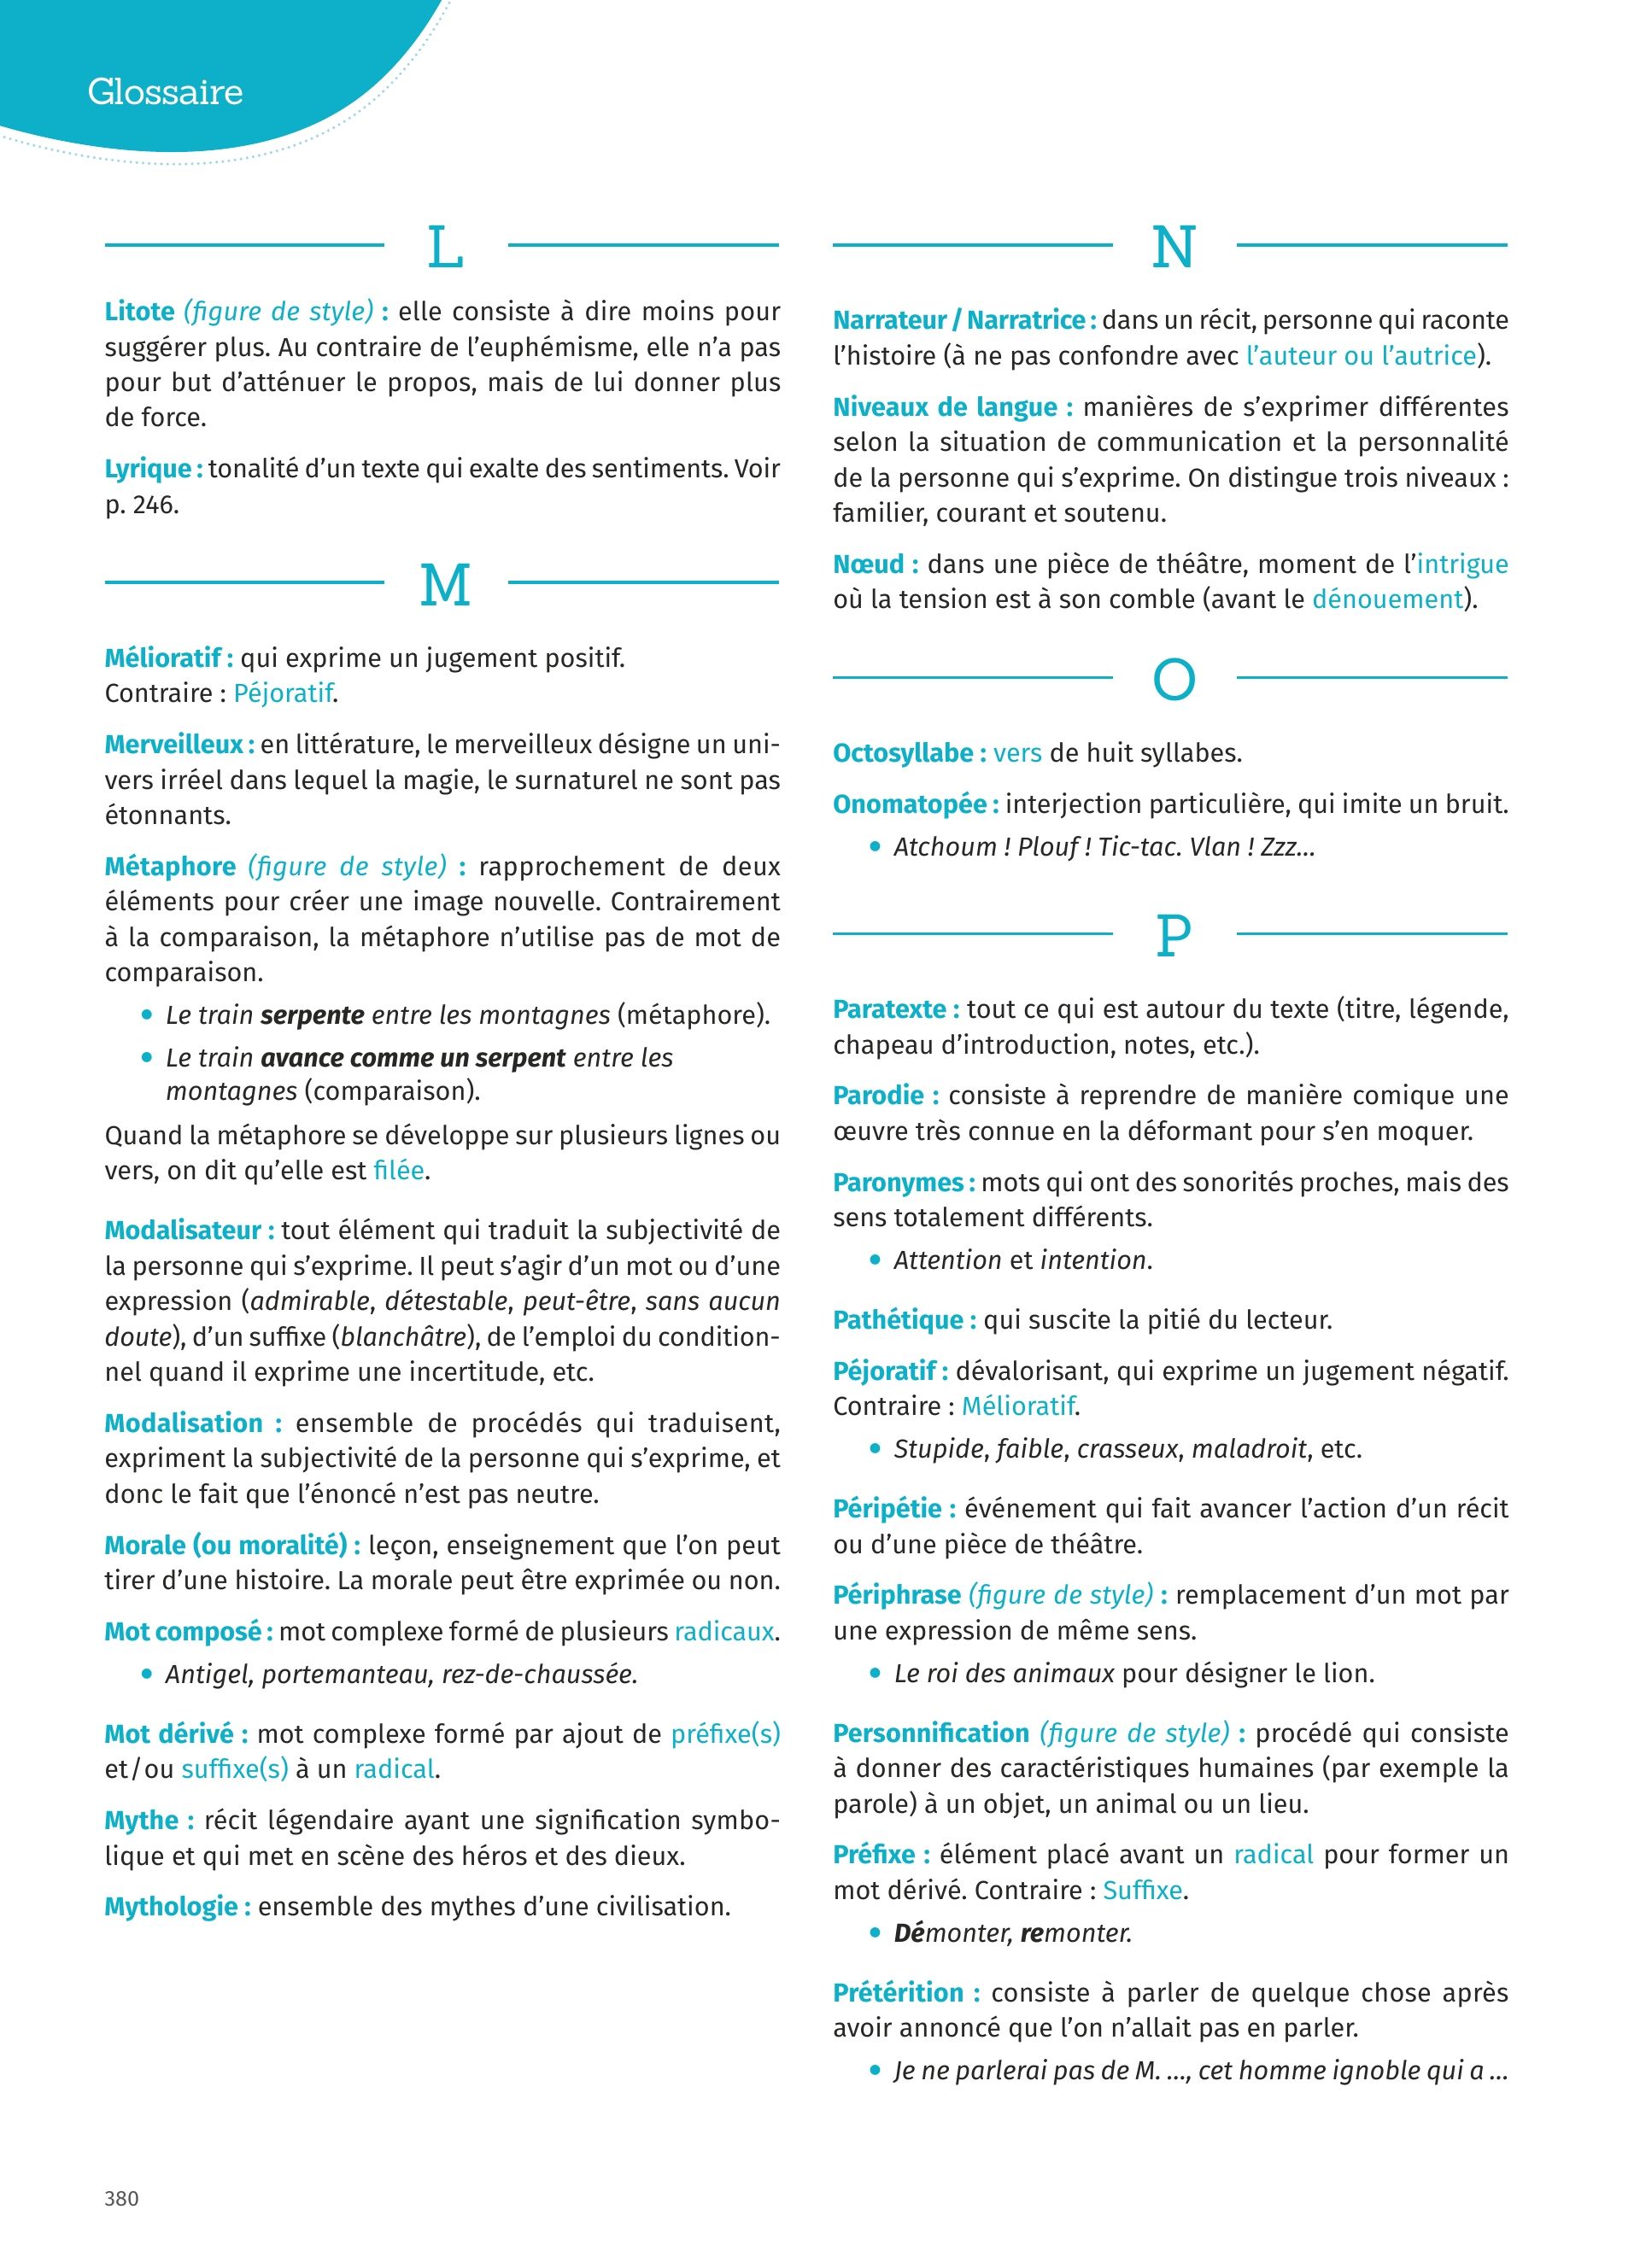 Glossaire
L
Litote (figure de style) : elle consiste à dire moins pour
suggérer plus. Au contraire de l’euphémisme, elle n’a pas
pour but d’atténuer le propos, mais de lui donner plus
de force.
Lyrique : tonalité d’un texte qui exalte des sentiments. Voir
p. 246.
M
Mélioratif : qui exprime un jugement positif.
Contraire : Péjoratif.
Merveilleux : en littérature, le merveilleux désigne un uni-
vers irréel dans lequel la magie, le surnaturel ne sont pas
étonnants.
Métaphore (figure de style) : rapprochement de deux
éléments pour créer une image nouvelle. Contrairement
à la comparaison, la métaphore n’utilise pas de mot de
comparaison.
• Le train serpente entre les montagnes (métaphore).
• Le train avance comme un serpent entre les
montagnes (comparaison).
Quand la métaphore se développe sur plusieurs lignes ou
vers, on dit qu’elle est filée.
Modalisateur : tout élément qui traduit la subjectivité de
la personne qui s’exprime. Il peut s’agir d’un mot ou d’une
expression (admirable, détestable, peut-être, sans aucun
doute), d’un suffixe (blanchâtre), de l’emploi du condition-
nel quand il exprime une incertitude, etc.
Modalisation : ensemble de procédés qui traduisent,
expriment la subjectivité de la personne qui s’exprime, et
donc le fait que l’énoncé n’est pas neutre.
Morale (ou moralité) : leçon, enseignement que l’on peut
tirer d’une histoire. La morale peut être exprimée ou non.
Mot composé : mot complexe formé de plusieurs radicaux.
• Antigel, portemanteau, rez-de-chaussée.
Mot dérivé : mot complexe formé par ajout de préfixe(s)
et/ou suffixe(s) à un radical.
Mythe : récit légendaire ayant une signification symbo-
lique et qui met en scène des héros et des dieux.
Mythologie : ensemble des mythes d’une civilisation.
N
Narrateur / Narratrice : dans un récit, personne qui raconte
l’histoire (à ne pas confondre avec l’auteur ou l’autrice).
Niveaux de langue : manières de s’exprimer différentes
selon la situation de communication et la personnalité
de la personne qui s’exprime. On distingue trois niveaux :
familier, courant et soutenu.
Nœud : dans une pièce de théâtre, moment de l’intrigue
où la tension est à son comble (avant le dénouement).
O
Octosyllabe : vers de huit syllabes.
Onomatopée : interjection particulière, qui imite un bruit.
• Atchoum ! Plouf ! Tic-tac. Vlan ! Zzz…
P
Paratexte : tout ce qui est autour du texte (titre, légende,
chapeau d’introduction, notes, etc.).
Parodie : consiste à reprendre de manière comique une
œuvre très connue en la déformant pour s’en moquer.
Paronymes : mots qui ont des sonorités proches, mais des
sens totalement différents.
• Attention et intention.
Pathétique : qui suscite la pitié du lecteur.
Péjoratif : dévalorisant, qui exprime un jugement négatif.
Contraire : Mélioratif.
• Stupide, faible, crasseux, maladroit, etc.
Péripétie : événement qui fait avancer l’action d’un récit
ou d’une pièce de théâtre.
Périphrase (figure de style) : remplacement d’un mot par
une expression de même sens.
• Le roi des animaux pour désigner le lion.
Personnification (figure de style) : procédé qui consiste
à donner des caractéristiques humaines (par exemple la
parole) à un objet, un animal ou un lieu.
Préfixe : élément placé avant un radical pour former un
mot dérivé. Contraire : Suffixe.
• Démonter, remonter.
Prétérition : consiste à parler de quelque chose après
avoir annoncé que l’on n’allait pas en parler.
• Je ne parlerai pas de M. …, cet homme ignoble qui a …
380